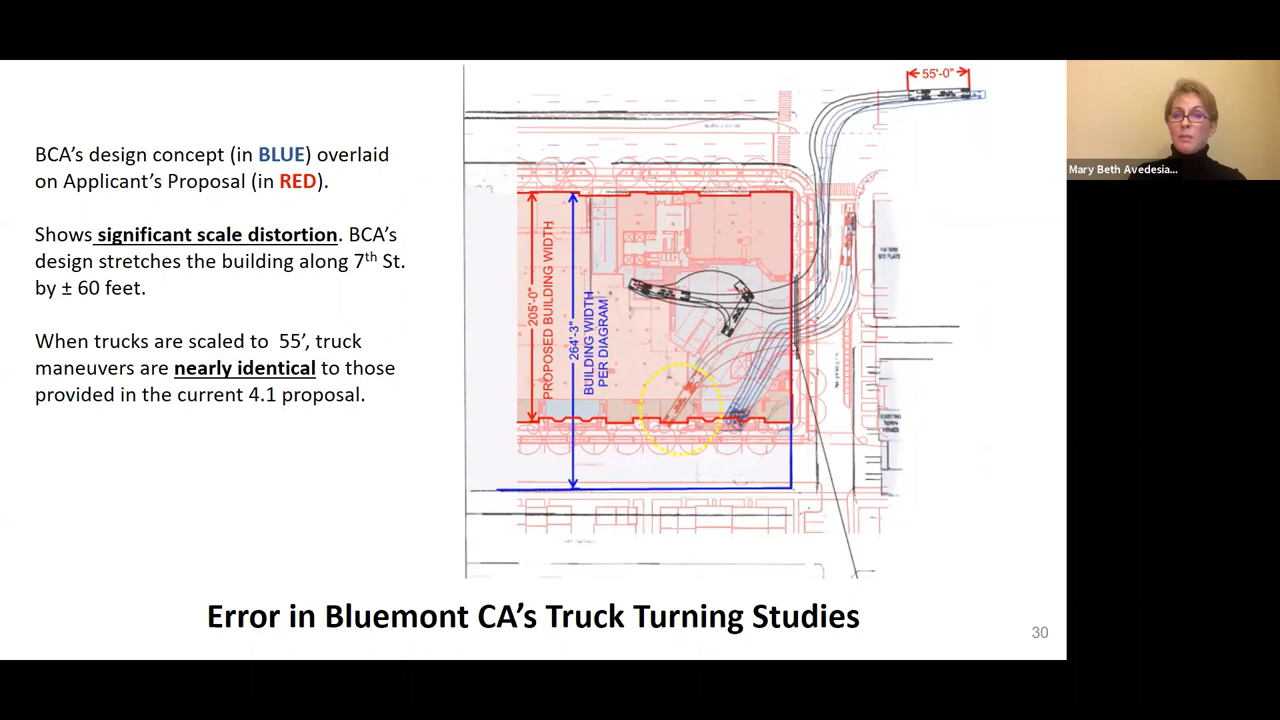 55'-0"
BCA's design concept (in BLUE) overlaid
on Applicant's Proposal (in RED).
Mary Beth Avedesia...
Shows significant scale distortion. BCA's
design stretches the building along 7th St.
by ± 60 feet.
205'-0"
PROPOSED BUILDING WIDTH
264'-3"
BUILDING WIDTH
PER DIAGRAM
When trucks are scaled to 55', truck
maneuvers are nearly identical to those
provided in the current 4.1 proposal.
Error in Bluemont CA's Truck Turning Studies
30